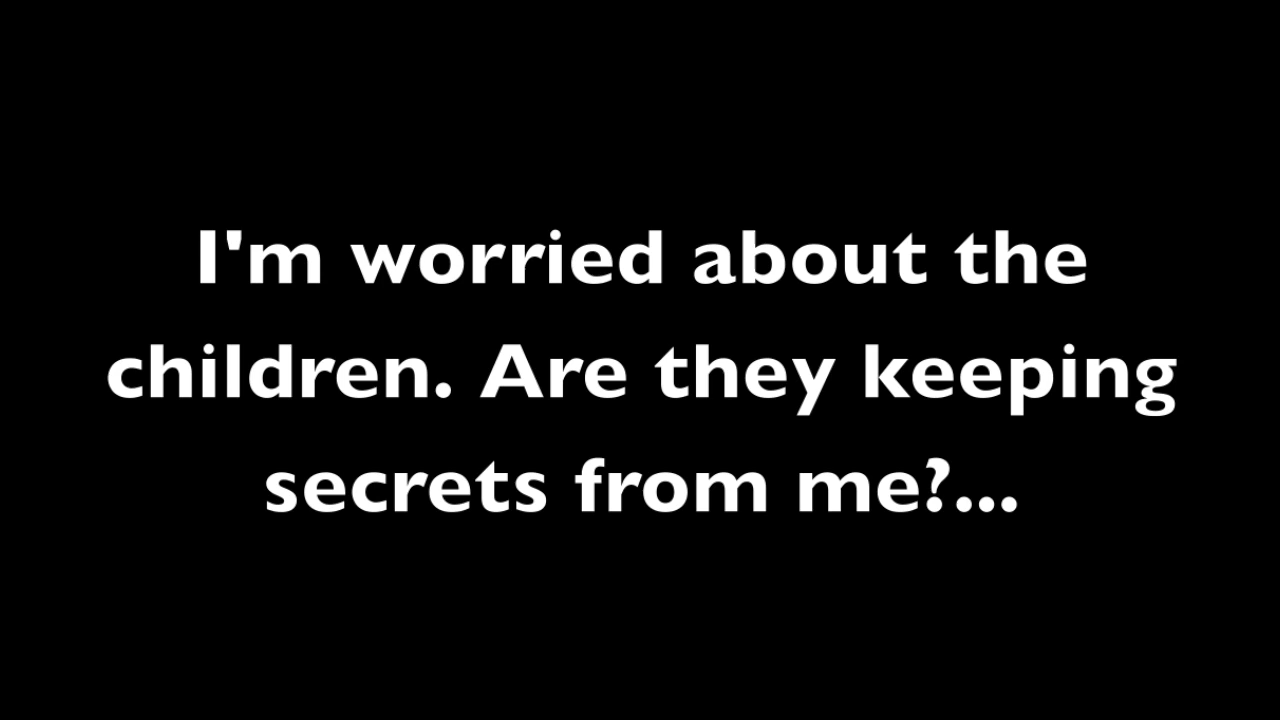 I'm worried about the
children. Are they keeping
secrets from me?...